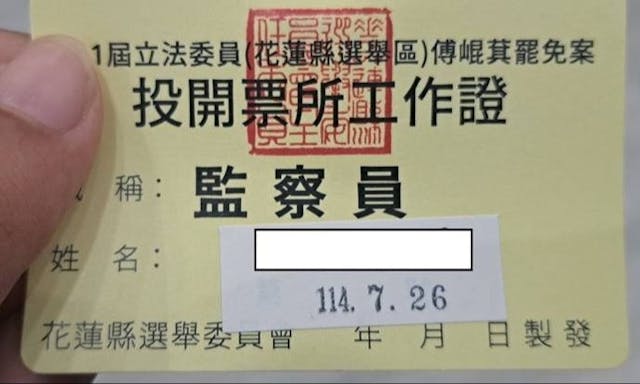 1屆立法委員(花蓮縣選舉區)傅崐萁罷免案
投開票所工作證
稱：監察員
姓名：
114.7.26
花蓮縣選舉委員會 年 月 日製發